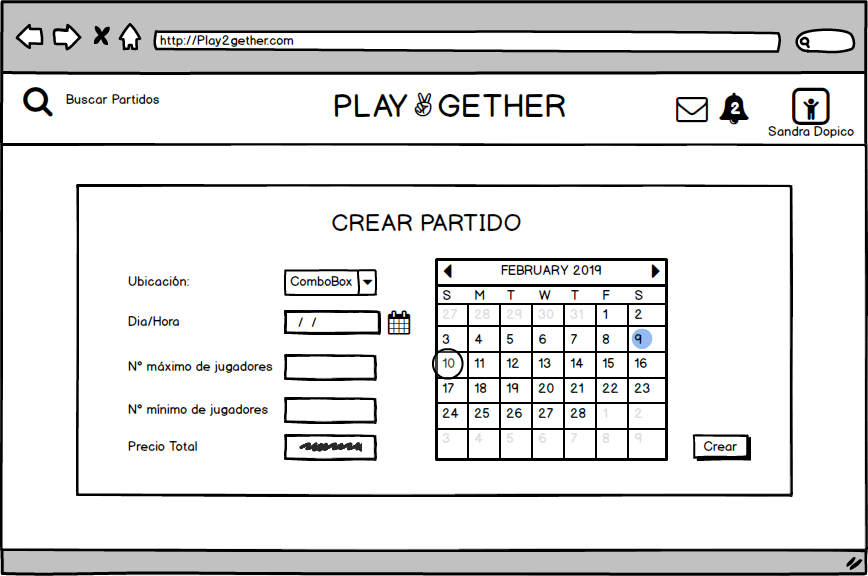 http://Play2gether.com
Buscar Partidos
PLAY✌GETHER
2
Sandra Dopico
CREAR PARTIDO
Ubicación:
ComboBox
Dia/Hora
/ /
Nº máximo de jugadores
Nº mínimo de jugadores
Precio Total
FEBRUARY 2019
S M T W T F S
27 28 29 30 31 1 2
3 4 5 6 7 8 9
10 11 12 13 14 15 16
17 18 19 20 21 22 23
24 25 26 27 28 1 2
3 4 5 6 7 8 9
Crear